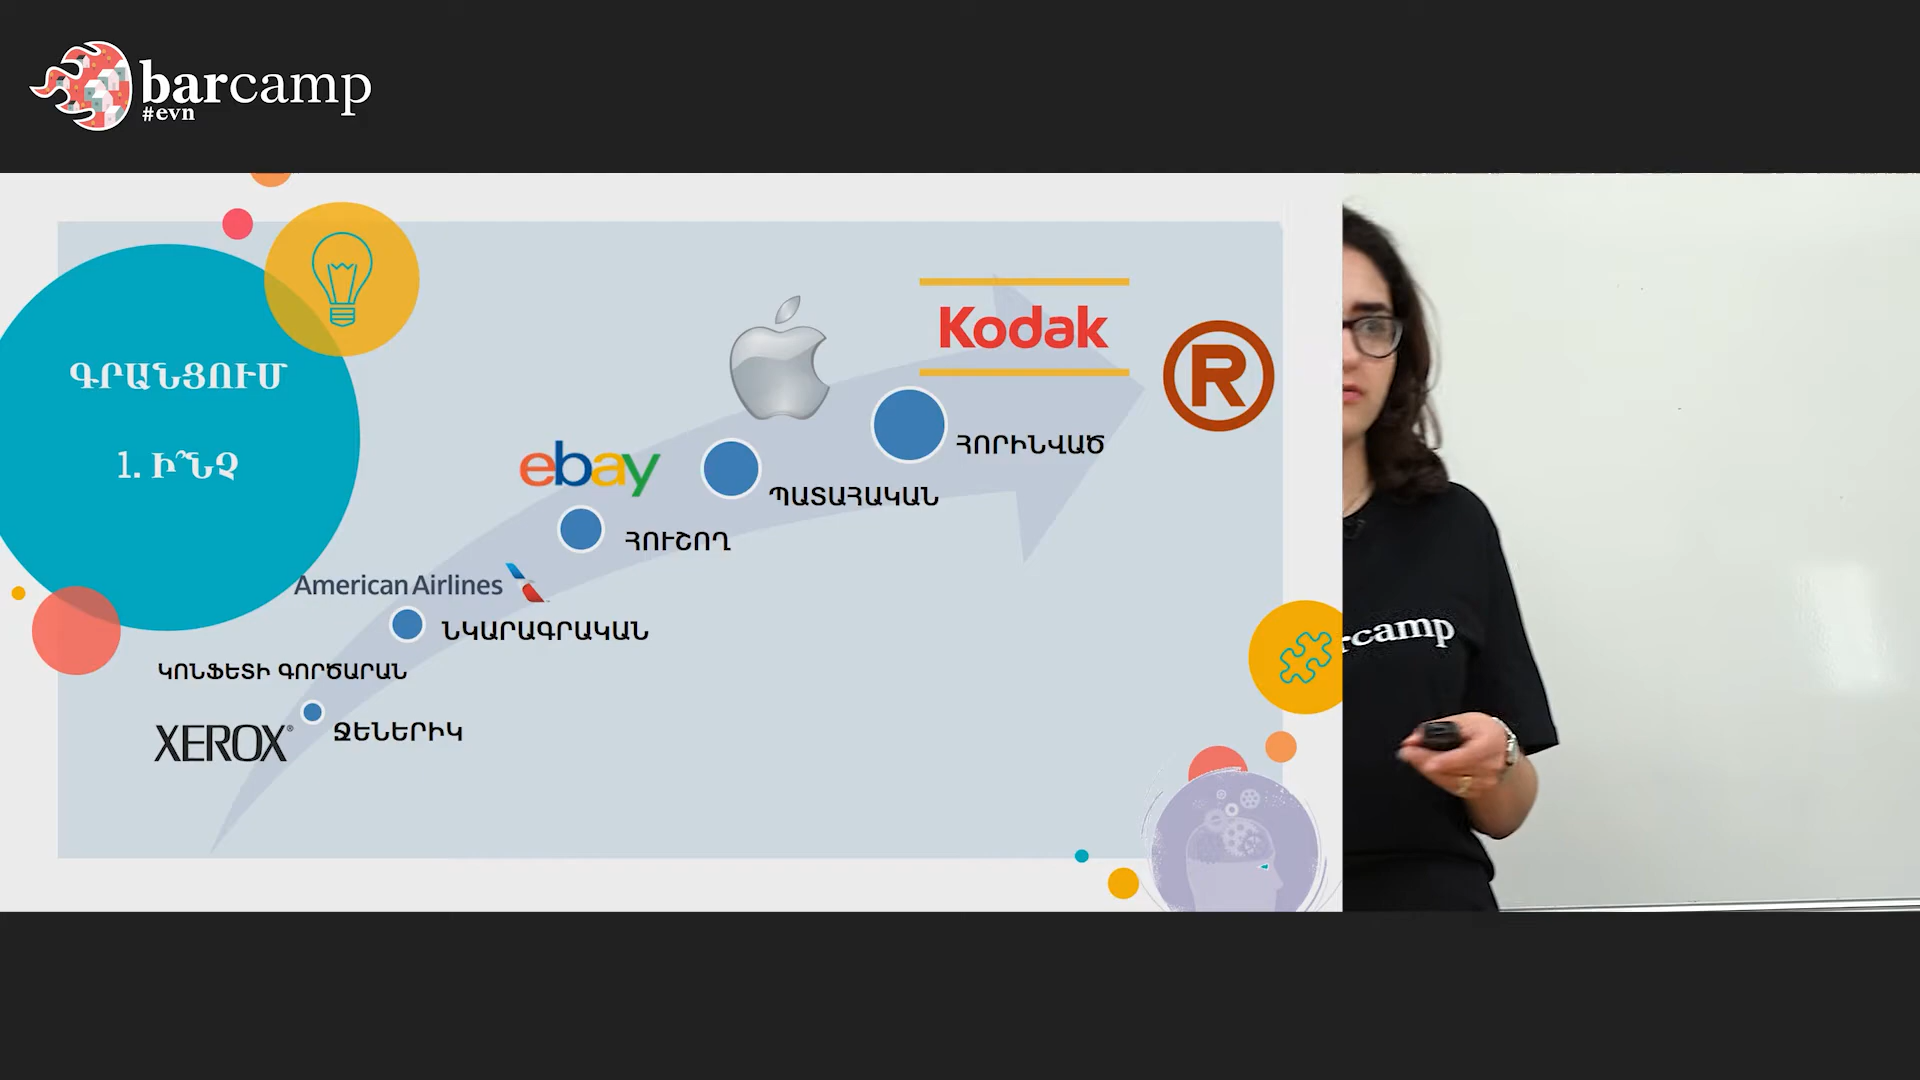 barcamp
#evn
ԳՐԱՆՑՈՒՄ
1. Ի՞ՆՉ
Kodak
R
ՀՈՐԻՆՎԱԾ
ebay
ՊԱՏԱՀԱԿԱՆ
ՀՈՒՇՈՂ
American Airlines
ՆԿԱՐԱԳՐԱԿԱՆ
ԿՈՆՖԵՏԻ ԳՈՐԾԱՐԱՆ
XEROX®
ՋԵՆԵՐԻԿ
rcamp